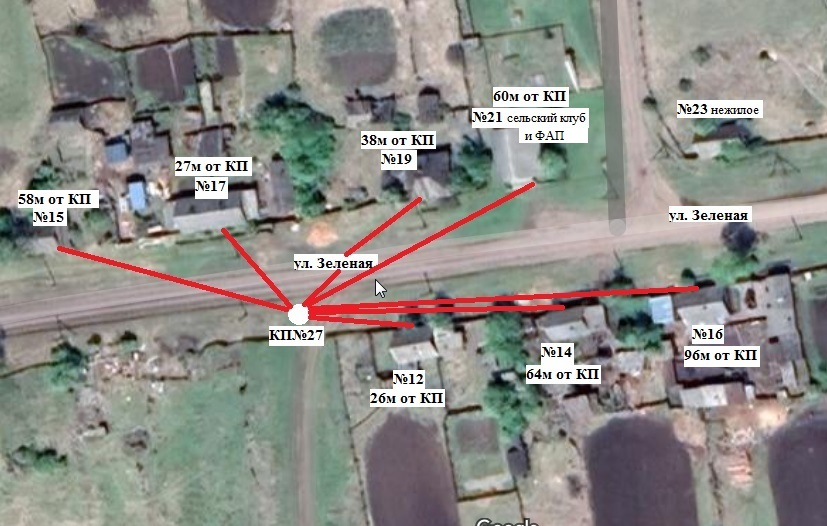 60м от КП
№21 сельский клуб
и ФАП
№23 нежилое
38м от КП
№19
27м от КП
№17
58м от КП
№15
ул. Зеленая
ул. Зеленая
КП№27
№12
26м от КП
№14
64м от КП
№16
96м от КП
Google